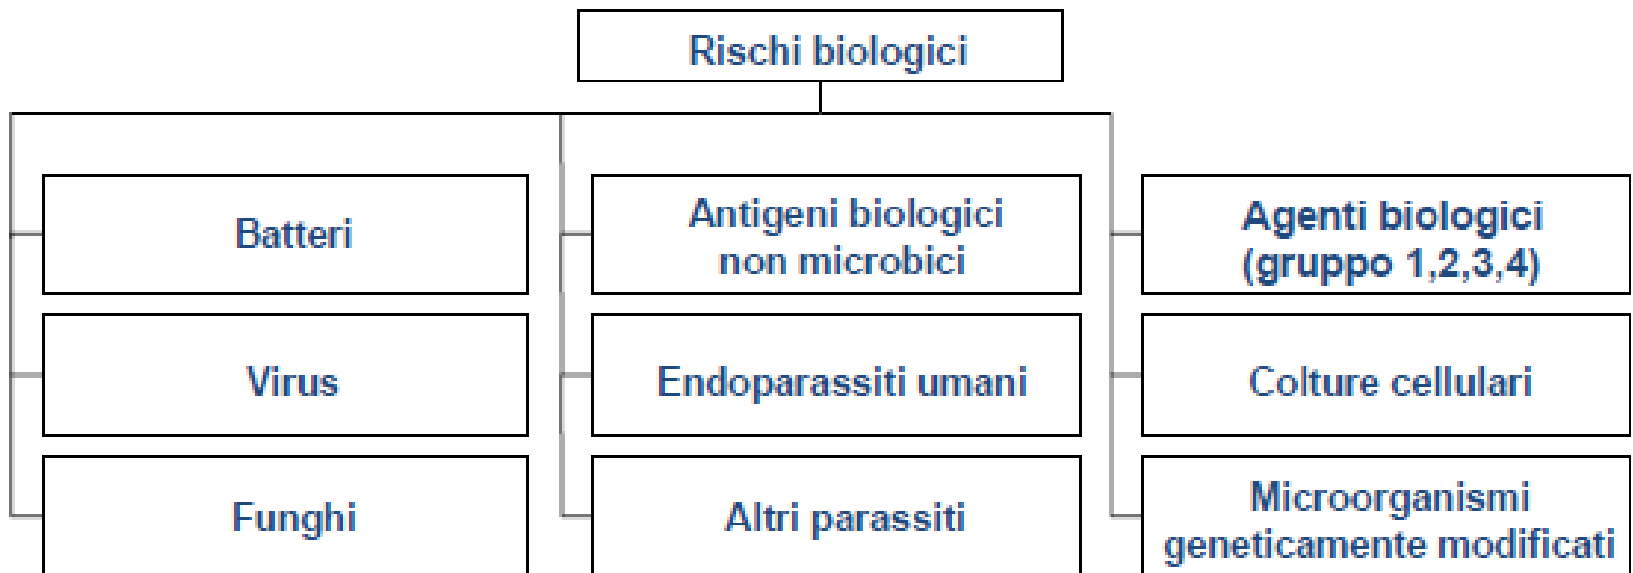 Rischi biologici
Batteri
Antigeni biologici
non microbici
Agenti biologici
(gruppo 1,2,3,4)
Virus
Endoparassiti umani
Colture cellulari
Funghi
Altri parassiti
Microorganismi
geneticamente modificati